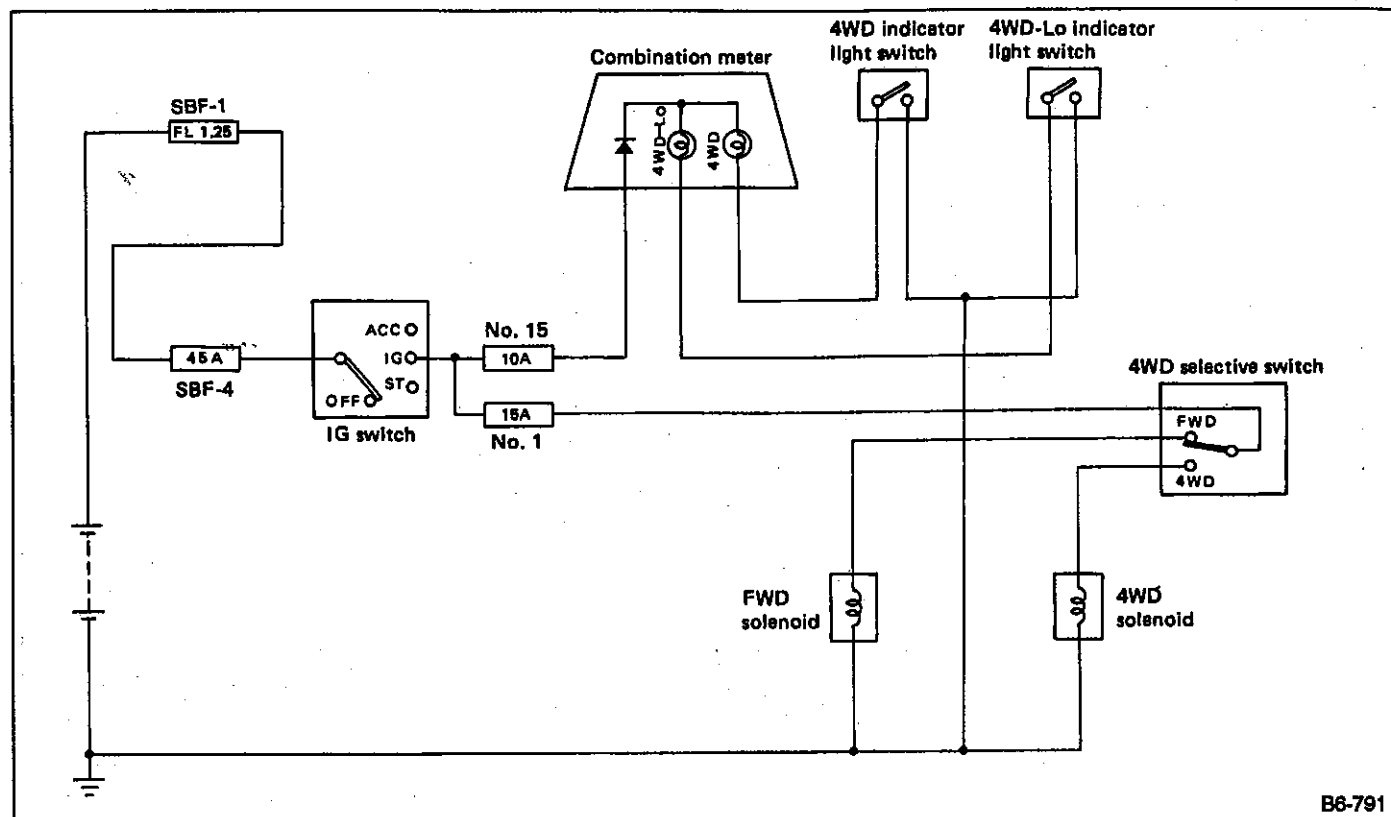 4WD indicator
light switch
4WD-Lo indicator
light switch
Combination meter
SBF-1
FL 1.25
4WD-Lo
4WD
45A
SBF-4
ACC
IG
ST
OFF
IG switch
No. 15
10A
15A
No. 1
4WD selective switch
FWD
4WD
FWD
solenoid
4WD
solenoid
B6-791